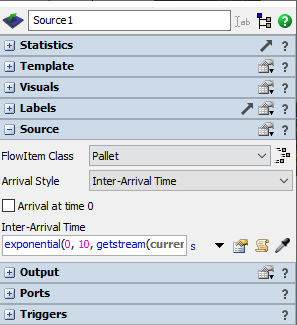 Source1
ab
Statistics
?
Template
?
Visuals
?
Labels
?
Source
?
FlowItem Class
Pallet
Arrival Style
Inter-Arrival Time
Arrival at time 0
Inter-Arrival Time
exponential(0, 10, getstream(curren
s
Output
?
Ports
?
Triggers
?